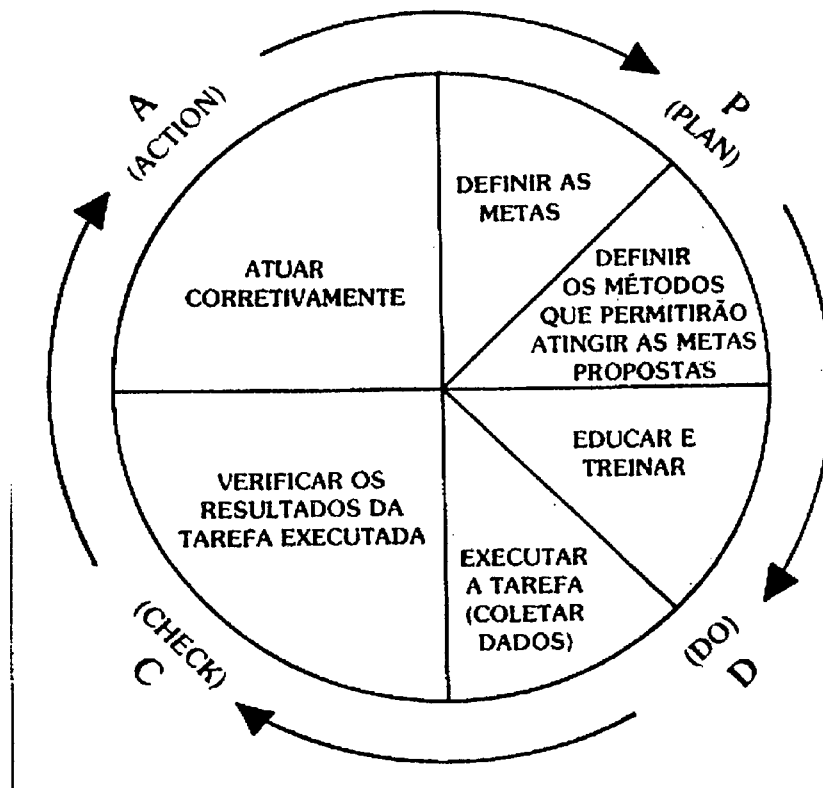 A
(ACTION)
P
(PLAN)
DEFINIR AS
METAS
DEFINIR
OS MÉTODOS
QUE PERMITIRÃO
ATINGIR AS METAS
PROPOSTAS
ATUAR
CORRETIVAMENTE
EDUCAR E
TREINAR
VERIFICAR OS
RESULTADOS DA
TAREFA EXECUTADA
EXECUTAR
A TAREFA
(COLETAR
DADOS)
(CHECK)
C
(DO)
D